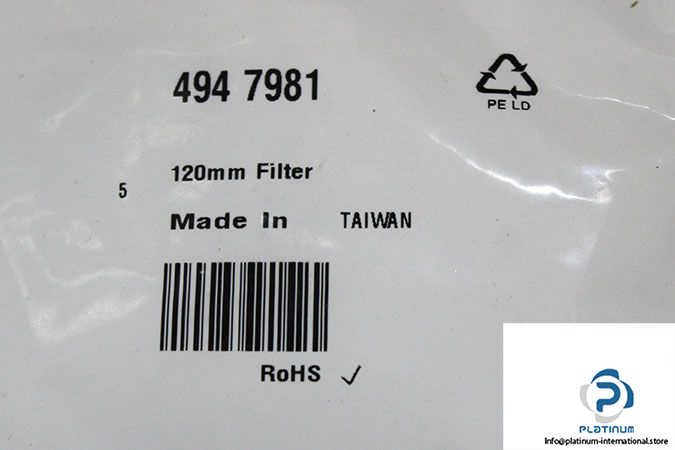 494 7981
PE LD
120mm Filter
5
Made In TAIWAN
RoHS ✓
PLATINUM
Info@platinum-international.store